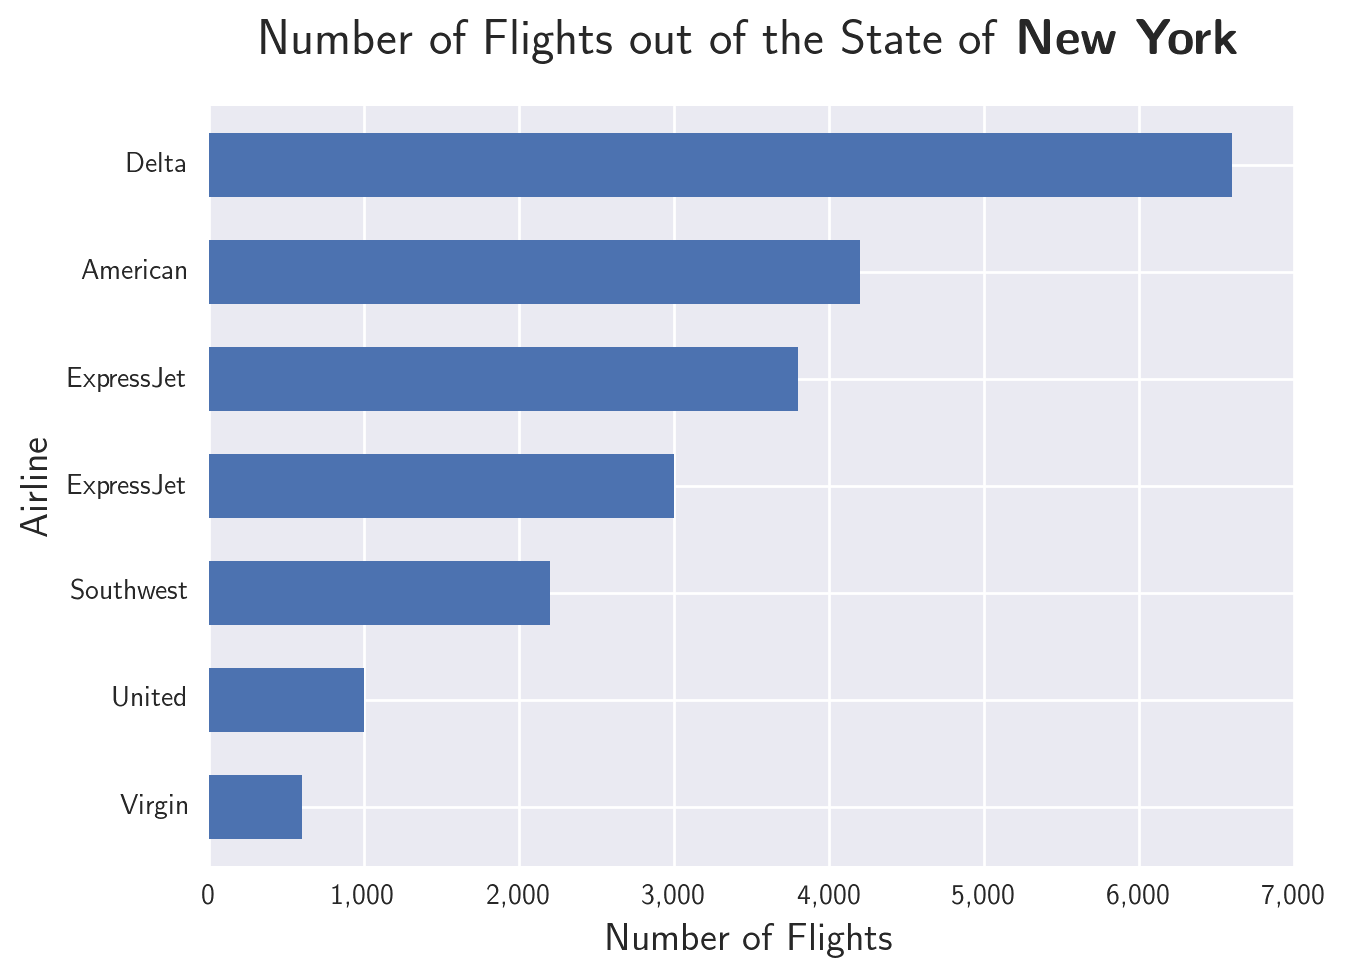 Number of Flights out of the State of New York
Delta
American
ExpressJet
ExpressJet
Southwest
United
Virgin
Airline
0 1,000 2,000 3,000 4,000 5,000 6,000 7,000
Number of Flights